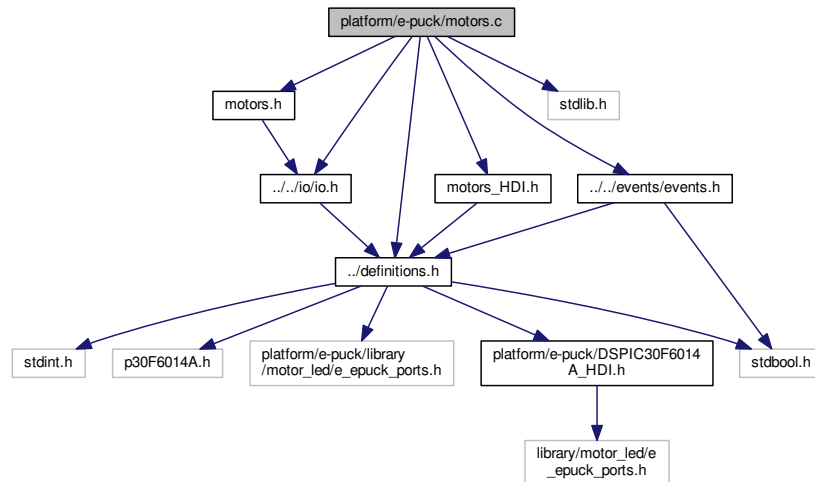 platform/e-puck/motors.c
motors.h
stdlib.h
../../io/io.h
motors_HDI.h
../../events/events.h
../definitions.h
stdint.h
p30F6014A.h
platform/e-puck/library
/motor_led/e_epuck_ports.h
platform/e-puck/DSPIC30F6014
A_HDI.h
stdbool.h
library/motor_led/e
_epuck_ports.h